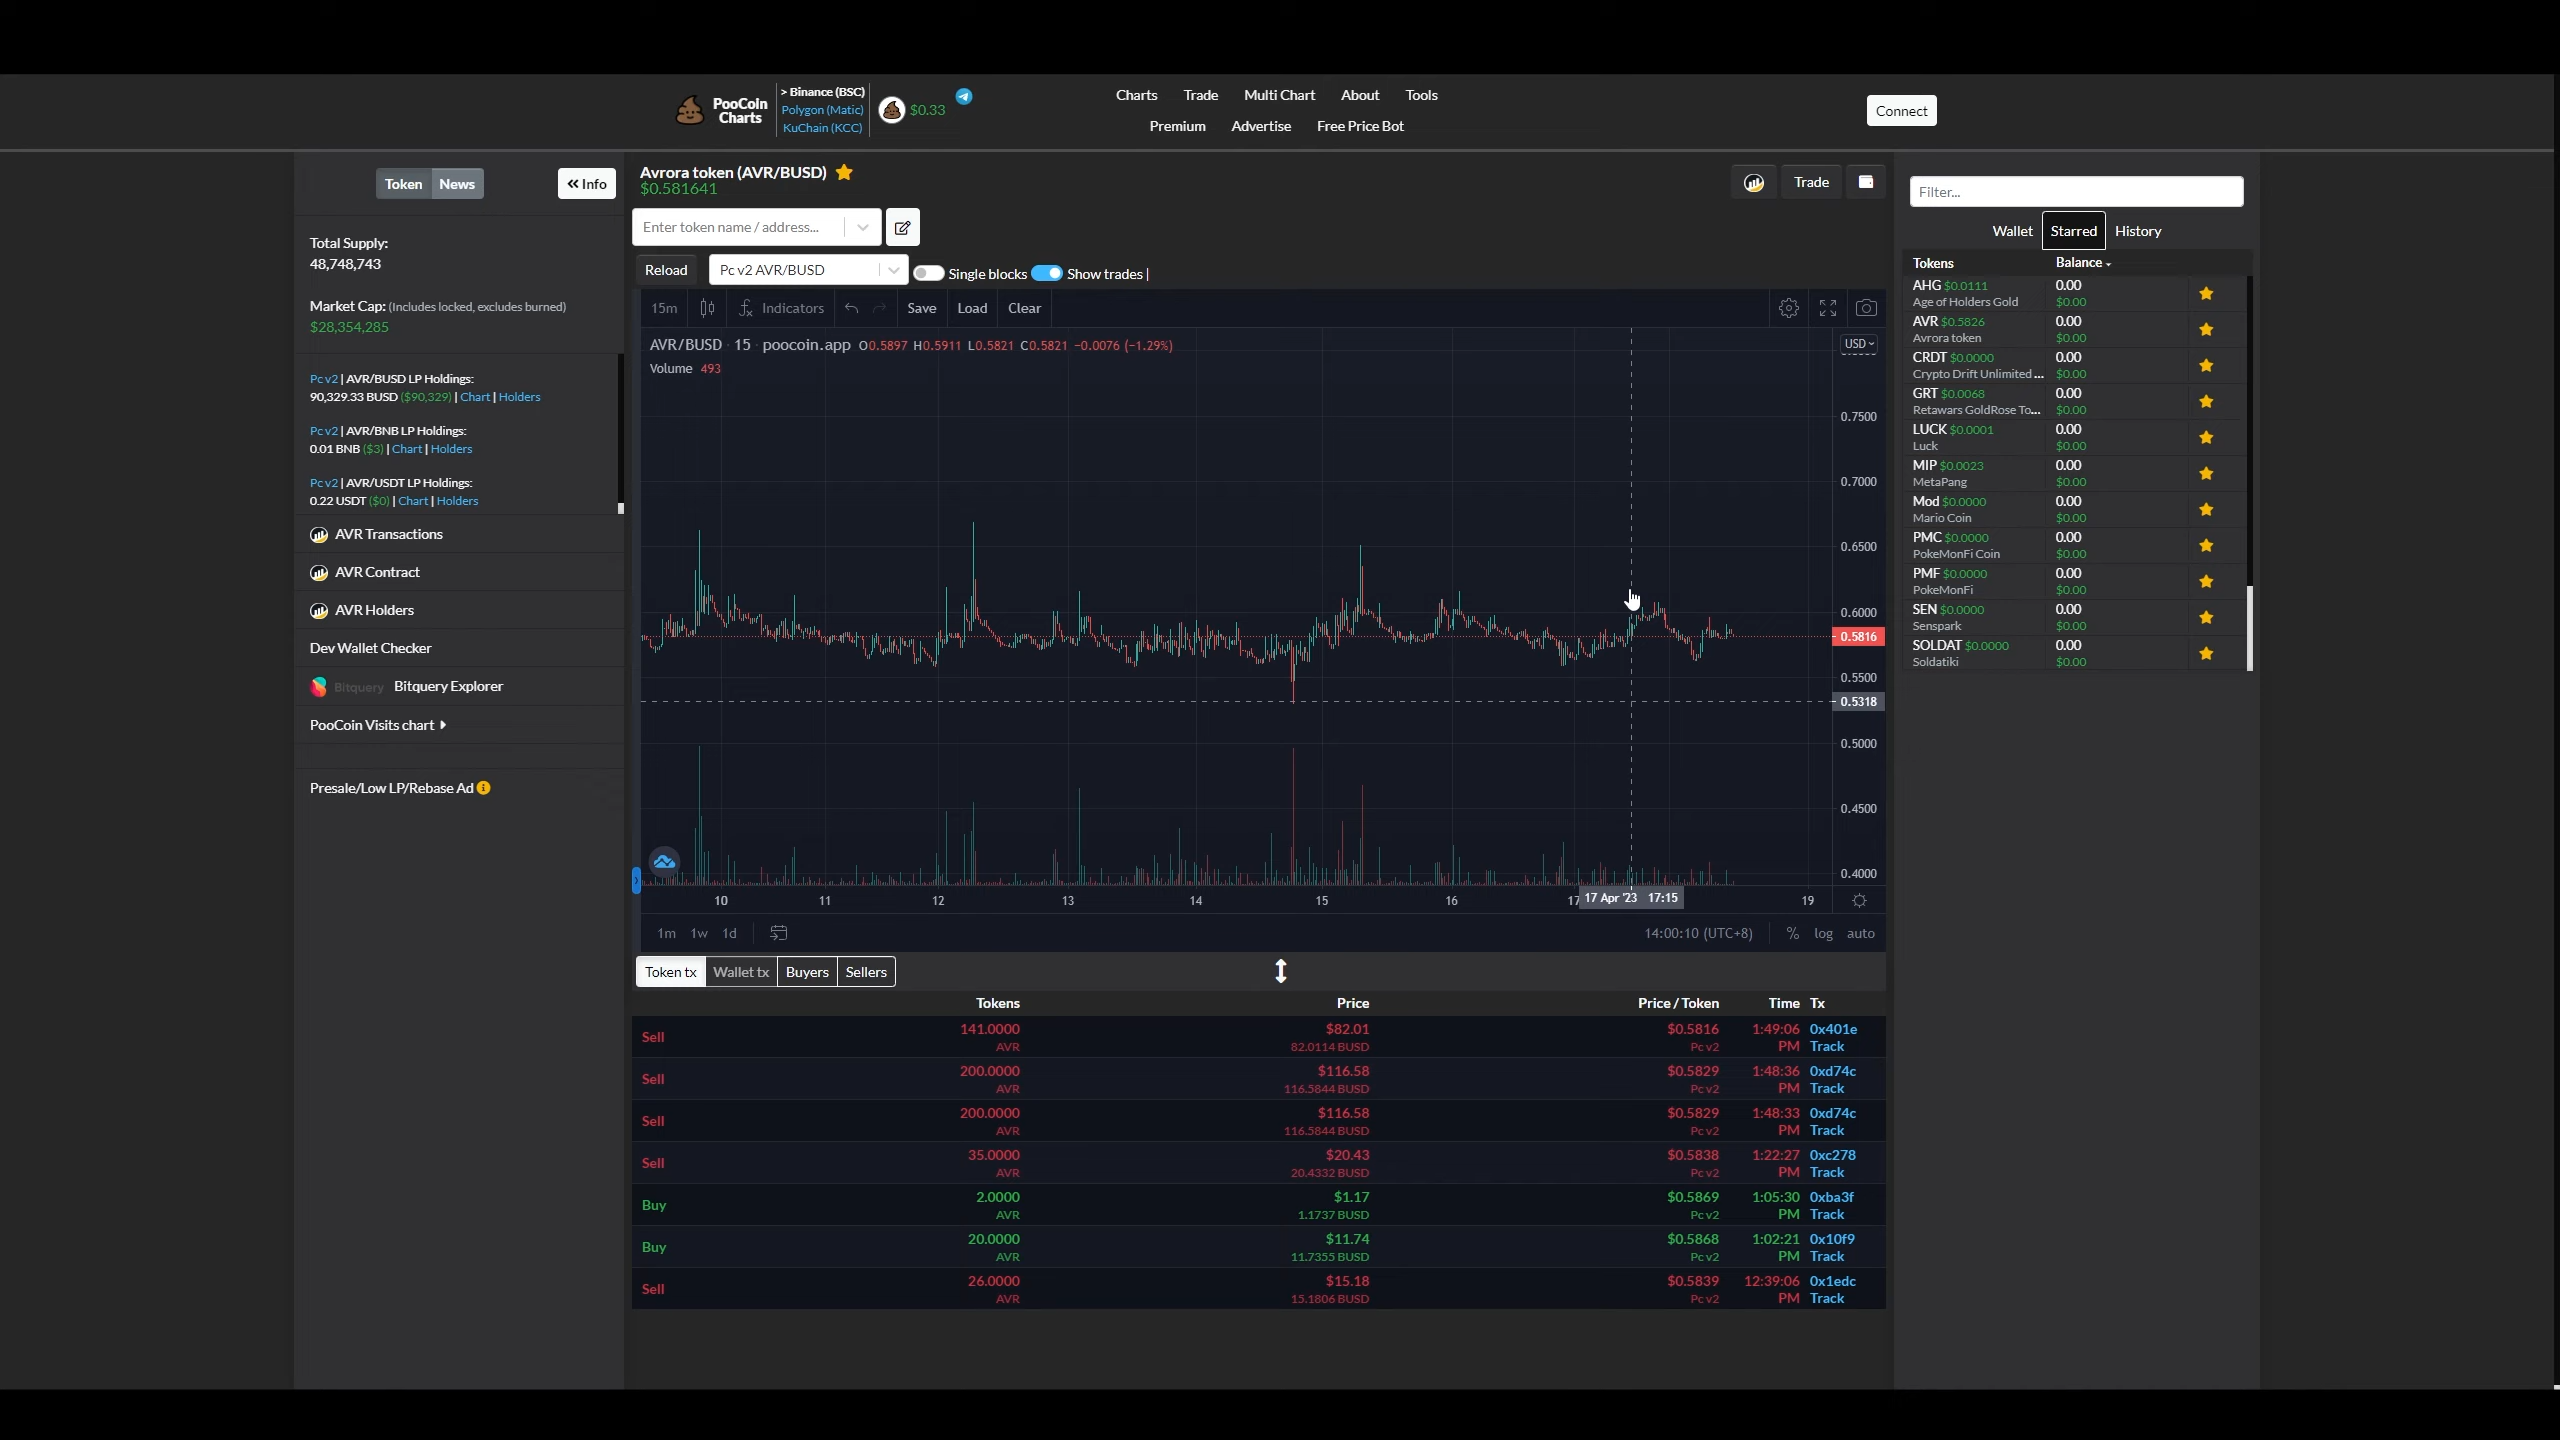 PooCoin
Charts
> Binance (BSC)
Polygon (Matic)
KuChain (KCC)
$0.33
Charts Trade Multi Chart About Tools
Premium Advertise Free Price Bot
Connect
Token News
« Info
Total Supply:
48,748,743
Market Cap: (Includes locked, excludes burned)
$28,354,285
Pc v2 | AVR/BUSD LP Holdings:
90,329.33 BUSD ($90,329) | Chart | Holders
Pc v2 | AVR/BNB LP Holdings:
0.01 BNB ($3) | Chart | Holders
Pc v2 | AVR/USDT LP Holdings:
0.22 USDT ($0) | Chart | Holders
AVR Transactions
AVR Contract
AVR Holders
Dev Wallet Checker
Bitquery Bitquery Explorer
PooCoin Visits chart
Presale/Low LP/Rebase Ad
Avrora token (AVR/BUSD)
$0.581641
Trade
Enter token name / address...
Reload Pc v2 AVR/BUSD Single blocks Show trades |
15m Indicators Save Load Clear
AVR/BUSD 15 poocoin.app O0.5897 H0.5911 L0.5821 C0.5821 −0.0076 (−1.29%)
USD
Volume 493
0.7500
0.7000
0.6500
0.6000
0.5816
0.5500
0.5318
0.5000
0.4500
0.4000
10 11 12 13 14 15 16 17 17 Apr '23 17:15 19
1m 1w 1d 14:00:10 (UTC+8) % log auto
Token tx Wallet tx Buyers Sellers
Tokens Price Price / Token Time Tx
Sell 141.0000 $82.01 $0.5816 1:49:06 0x401e
AVR 82.0114 BUSD Pc v2 PM Track
Sell 200.0000 $116.58 $0.5829 1:48:36 0xd74c
AVR 116.5844 BUSD Pc v2 PM Track
Sell 200.0000 $116.58 $0.5829 1:48:33 0xd74c
AVR 116.5844 BUSD Pc v2 PM Track
Sell 35.0000 $20.43 $0.5838 1:22:27 0xc278
AVR 20.4332 BUSD Pc v2 PM Track
Buy 2.0000 $1.17 $0.5869 1:05:30 0xba3f
AVR 1.1737 BUSD Pc v2 PM Track
Buy 20.0000 $11.74 $0.5868 1:02:21 0x10f9
AVR 11.7355 BUSD Pc v2 PM Track
Sell 26.0000 $15.18 $0.5839 12:39:06 0x1edc
AVR 15.1806 BUSD Pc v2 PM Track
Filter...
Wallet Starred History
Tokens Balance
AHG $0.0111 0.00
Age of Holders Gold $0.00
AVR $0.5826 0.00
Avrora token $0.00
CRDT $0.0000 0.00
Crypto Drift Unlimited ... $0.00
GRT $0.0068 0.00
Retawars GoldRose To... $0.00
LUCK $0.0001 0.00
Luck $0.00
MIP $0.0023 0.00
MetaPang $0.00
Mod $0.0000 0.00
Mario Coin $0.00
PMC $0.0000 0.00
PokeMonFi Coin $0.00
PMF $0.0000 0.00
PokeMonFi $0.00
SEN $0.0000 0.00
Senspark $0.00
SOLDAT $0.0000 0.00
Soldatiki $0.00